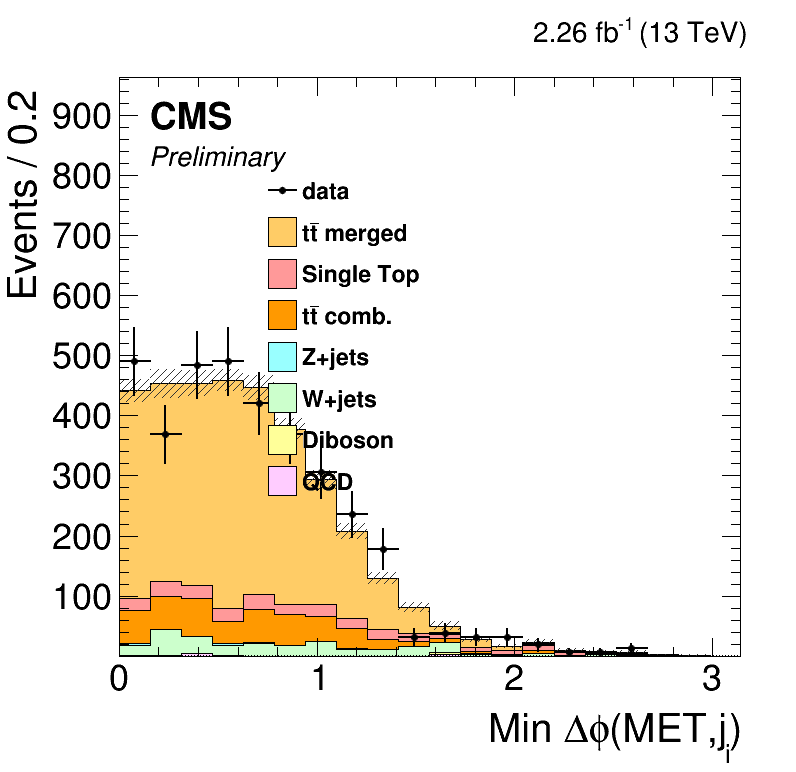 2.26 fb-1 (13 TeV)
Events / 0.2
900
800
700
600
500
400
300
200
100
CMS
Preliminary
data
tt̄ merged
Single Top
tt̄ comb.
Z+jets
W+jets
Diboson
QCD
0 1 2 3
Min Δϕ(MET,ji)